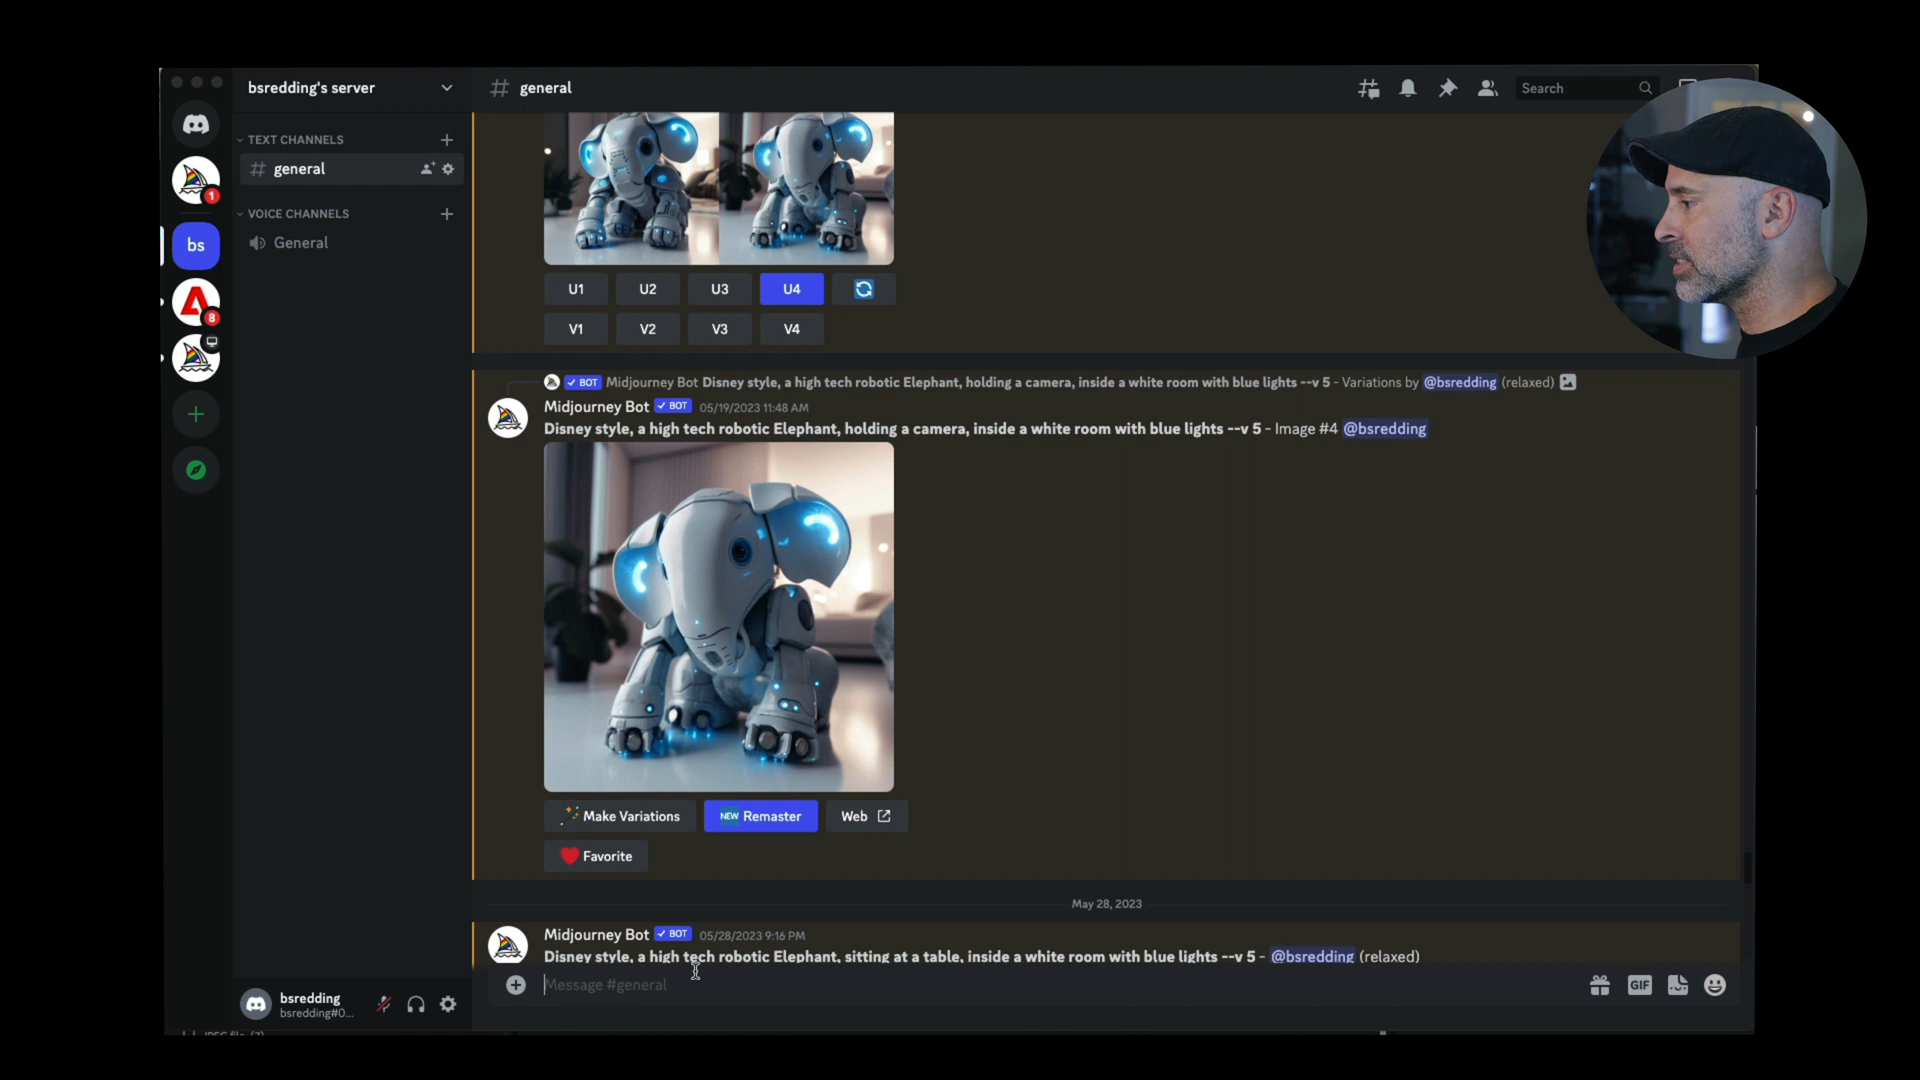 bsredding's server
# general
Search
TEXT CHANNELS
# general
VOICE CHANNELS
General
1
bs
8
U1 U2 U3 U4
V1 V2 V3 V4
BOT Midjourney Bot Disney style, a high tech robotic Elephant, holding a camera, inside a white room with blue lights --v 5 - Variations by @bsredding (relaxed)
Midjourney Bot BOT 05/19/2023 11:48 AM
Disney style, a high tech robotic Elephant, holding a camera, inside a white room with blue lights --v 5 - Image #4 @bsredding
Make Variations NEW Remaster Web
Favorite
May 28, 2023
Midjourney Bot BOT 05/28/2023 9:16 PM
Disney style, a high tech robotic Elephant, sitting at a table, inside a white room with blue lights --v 5 - @bsredding (relaxed)
Message #general
GIF
bsredding
bsredding#0...